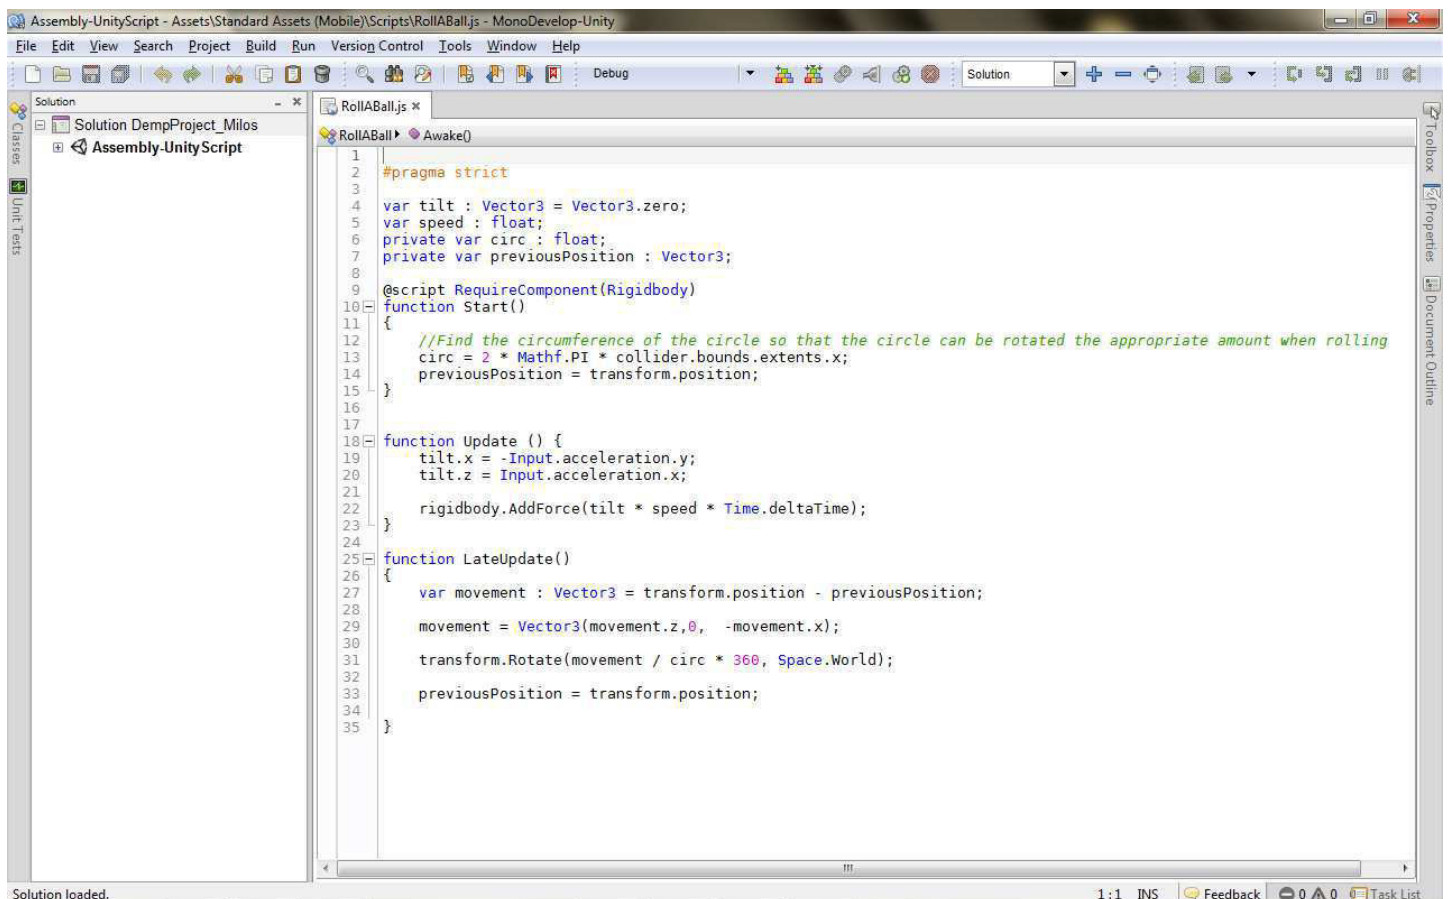 Assembly-UnityScript - Assets\Standard Assets (Mobile)\Scripts\RollABall.js - MonoDevelop-Unity
File Edit View Search Project Build Run Version Control Tools Window Help
Debug Solution
Solution
Solution DempProject_Milos
Assembly-UnityScript
Classes
Unit Tests
RollABall.js
RollABall Awake()
1
2 #pragma strict
3
4 var tilt : Vector3 = Vector3.zero;
5 var speed : float;
6 private var circ : float;
7 private var previousPosition : Vector3;
8
9 @script RequireComponent(Rigidbody)
10 function Start()
11 {
12 //Find the circumference of the circle so that the circle can be rotated the appropriate amount when rolling
13 circ = 2 * Mathf.PI * collider.bounds.extents.x;
14 previousPosition = transform.position;
15 }
16
17
18 function Update () {
19 tilt.x = -Input.acceleration.y;
20 tilt.z = Input.acceleration.x;
21
22 rigidbody.AddForce(tilt * speed * Time.deltaTime);
23 }
24
25 function LateUpdate()
26 {
27 var movement : Vector3 = transform.position - previousPosition;
28
29 movement = Vector3(movement.z,0, -movement.x);
30
31 transform.Rotate(movement / circ * 360, Space.World);
32
33 previousPosition = transform.position;
34
35 }
Toolbox
Properties
Document Outline
Solution loaded. 1:1 INS Feedback 0 0 Task List